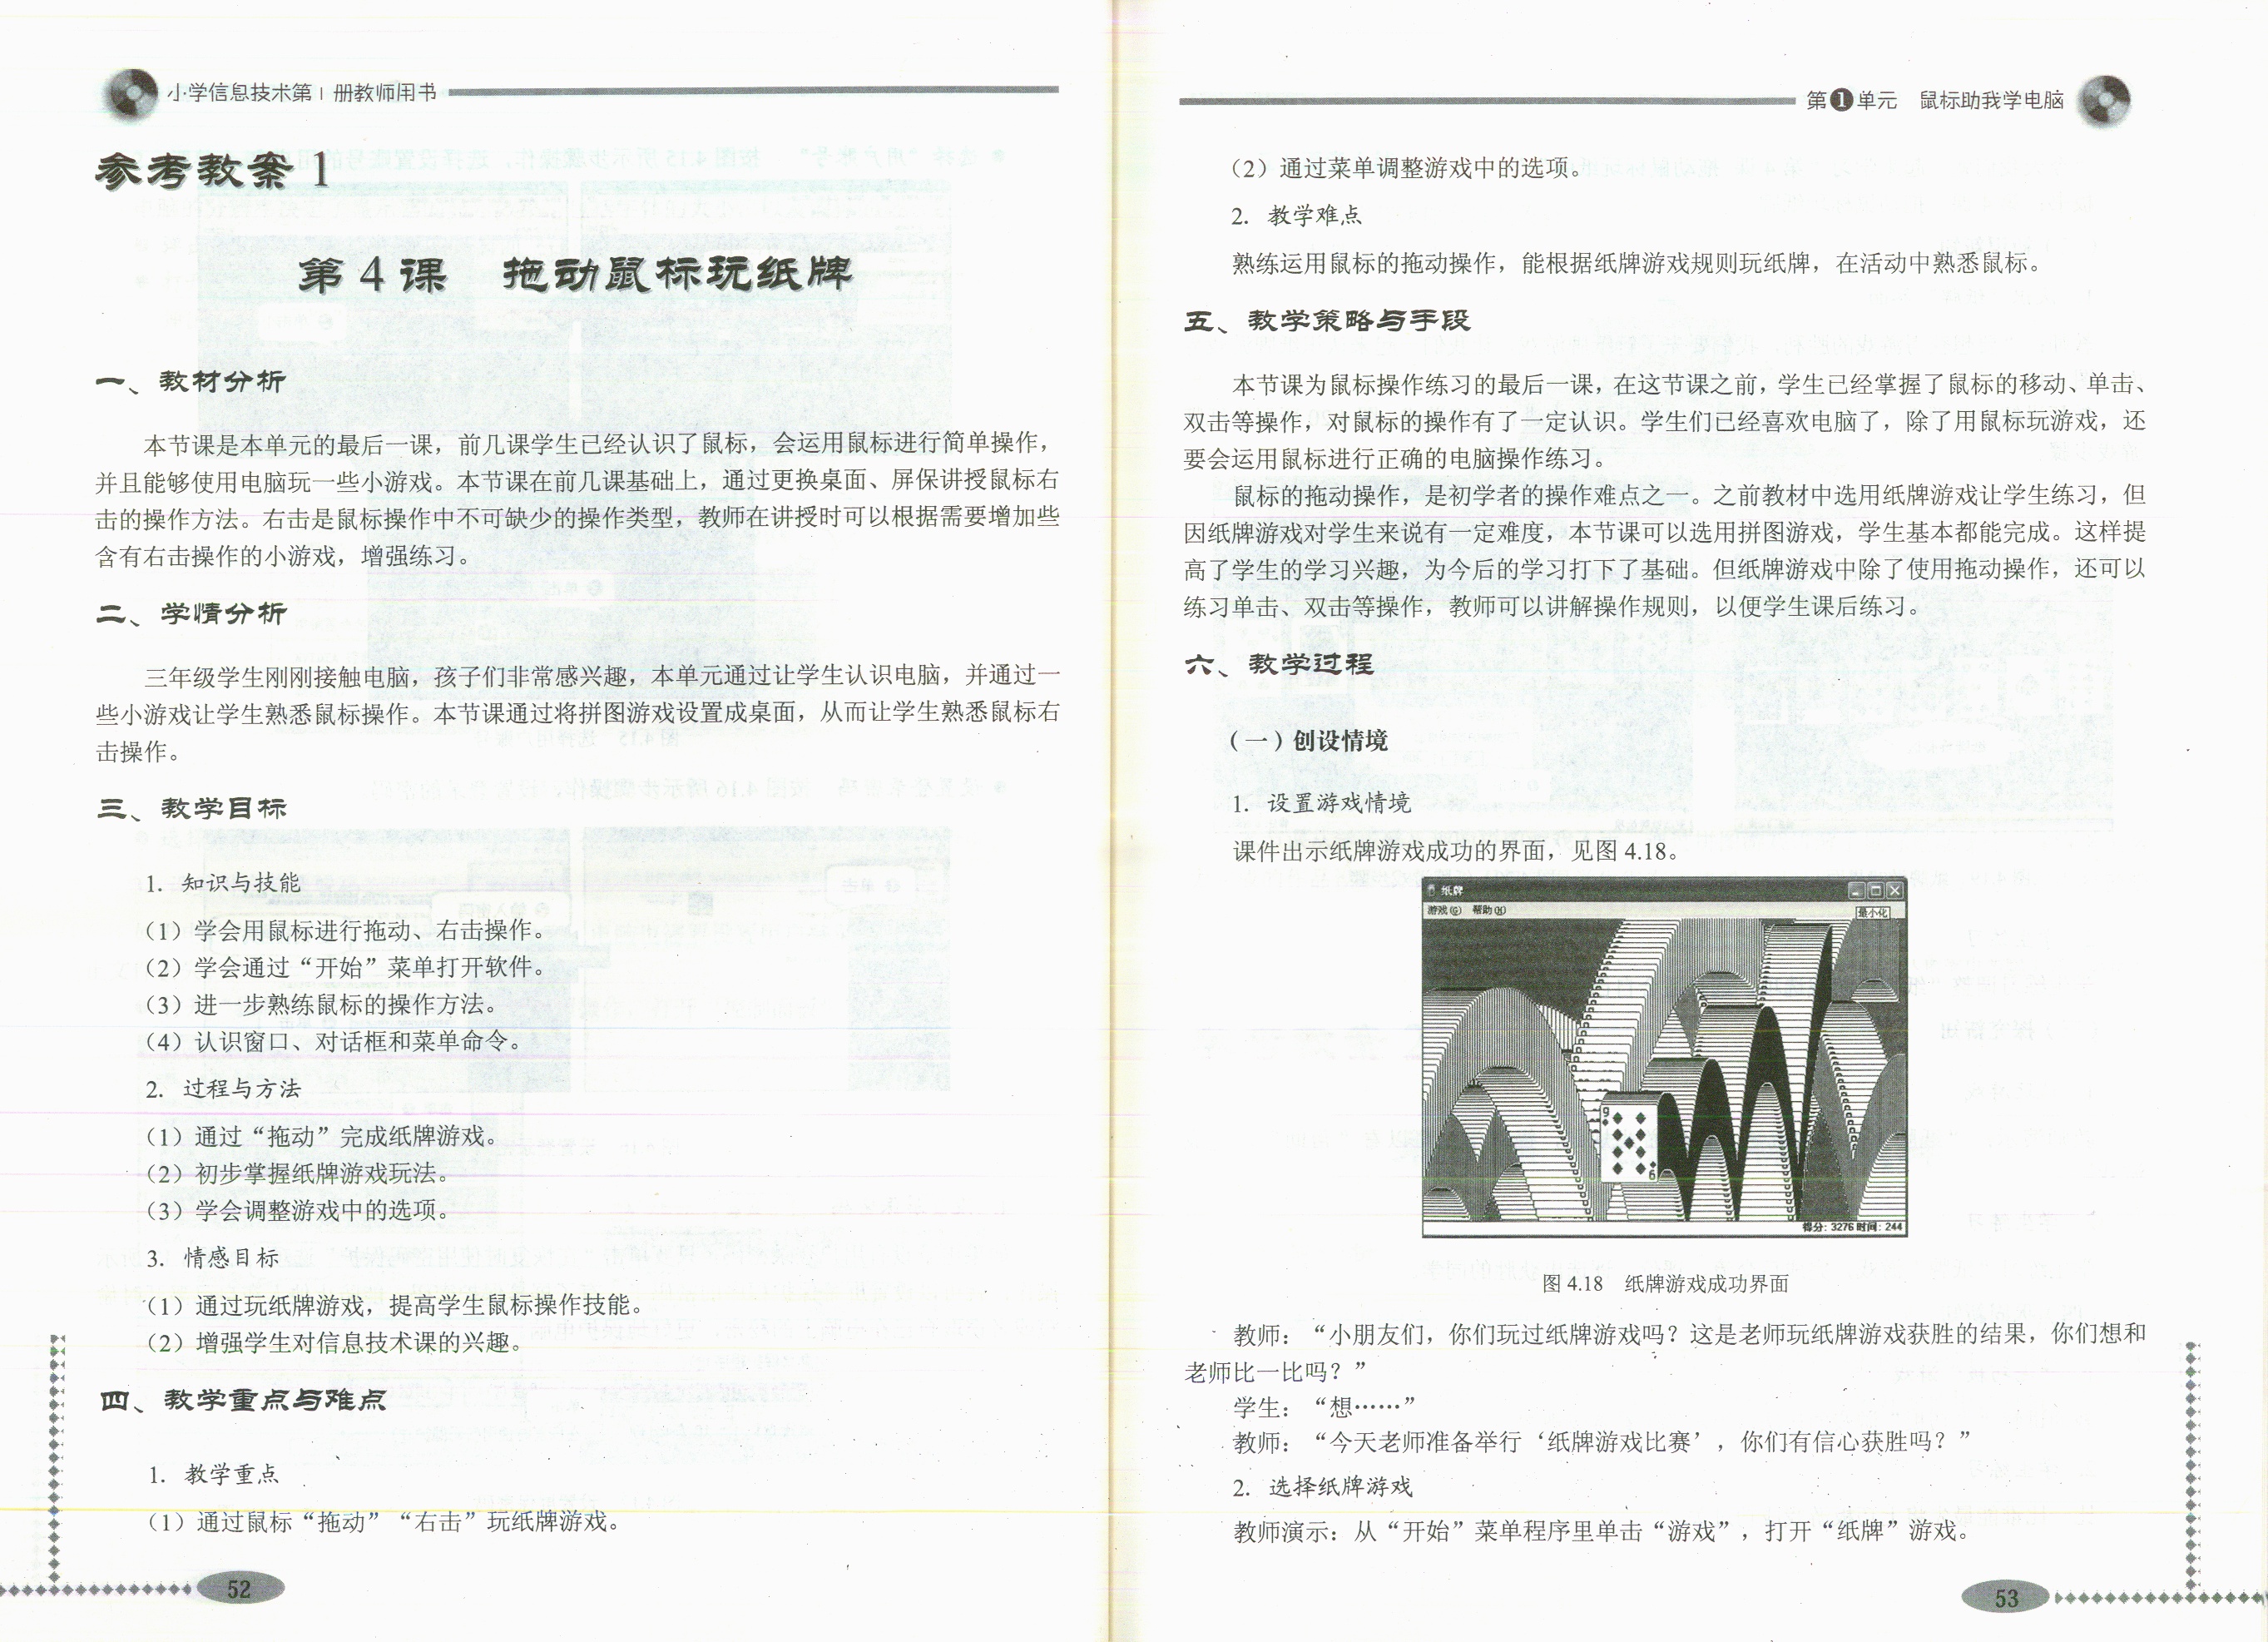 小学信息技术第1册教师用书
参考教案 1
第 4 课　拖动鼠标玩纸牌
一、教材分析
本节课是本单元的最后一课，前几课学生已经认识了鼠标，会运用鼠标进行简单操作，
并且能够使用电脑玩一些小游戏。本节课在前几课基础上，通过更换桌面、屏保讲授鼠标右
击的操作方法。右击是鼠标操作中不可缺少的操作类型，教师在讲授时可以根据需要增加些
含有右击操作的小游戏，增强练习。
二、学情分析
三年级学生刚刚接触电脑，孩子们非常感兴趣，本单元通过让学生认识电脑，并通过一
些小游戏让学生熟悉鼠标操作。本节课通过将拼图游戏设置成桌面，从而让学生熟悉鼠标右
击操作。
三、教学目标
1. 知识与技能
（1）学会用鼠标进行拖动、右击操作。
（2）学会通过“开始”菜单打开软件。
（3）进一步熟练鼠标的操作方法。
（4）认识窗口、对话框和菜单命令。
2. 过程与方法
（1）通过“拖动”完成纸牌游戏。
（2）初步掌握纸牌游戏玩法。
（3）学会调整游戏中的选项。
3. 情感目标
（1）通过玩纸牌游戏，提高学生鼠标操作技能。
（2）增强学生对信息技术课的兴趣。
四、教学重点与难点
1. 教学重点
（1）通过鼠标“拖动”“右击”玩纸牌游戏。
52
第1单元　鼠标助我学电脑
（2）通过菜单调整游戏中的选项。
2. 教学难点
熟练运用鼠标的拖动操作，能根据纸牌游戏规则玩纸牌，在活动中熟悉鼠标。
五、教学策略与手段
本节课为鼠标操作练习的最后一课，在这节课之前，学生已经掌握了鼠标的移动、单击、
双击等操作，对鼠标的操作有了一定认识。学生们已经喜欢电脑了，除了用鼠标玩游戏，还
要会运用鼠标进行正确的电脑操作练习。
鼠标的拖动操作，是初学者的操作难点之一。之前教材中选用纸牌游戏让学生练习，但
因纸牌游戏对学生来说有一定难度，本节课可以选用拼图游戏，学生基本都能完成。这样提
高了学生的学习兴趣，为今后的学习打下了基础。但纸牌游戏中除了使用拖动操作，还可以
练习单击、双击等操作，教师可以讲解操作规则，以便学生课后练习。
六、教学过程
（一）创设情境
1. 设置游戏情境
课件出示纸牌游戏成功的界面，见图 4.18。
纸牌
游戏(G) 帮助(H)
最小化
9
6
得分: 3276 时间: 244
图 4.18　纸牌游戏成功界面
教师：“小朋友们，你们玩过纸牌游戏吗？这是老师玩纸牌游戏获胜的结果，你们想和
老师比一比吗？”
学生：“想……”
教师：“今天老师准备举行‘纸牌游戏比赛’，你们有信心获胜吗？”
2. 选择纸牌游戏
教师演示：从“开始”菜单程序里单击“游戏”，打开“纸牌”游戏。
53